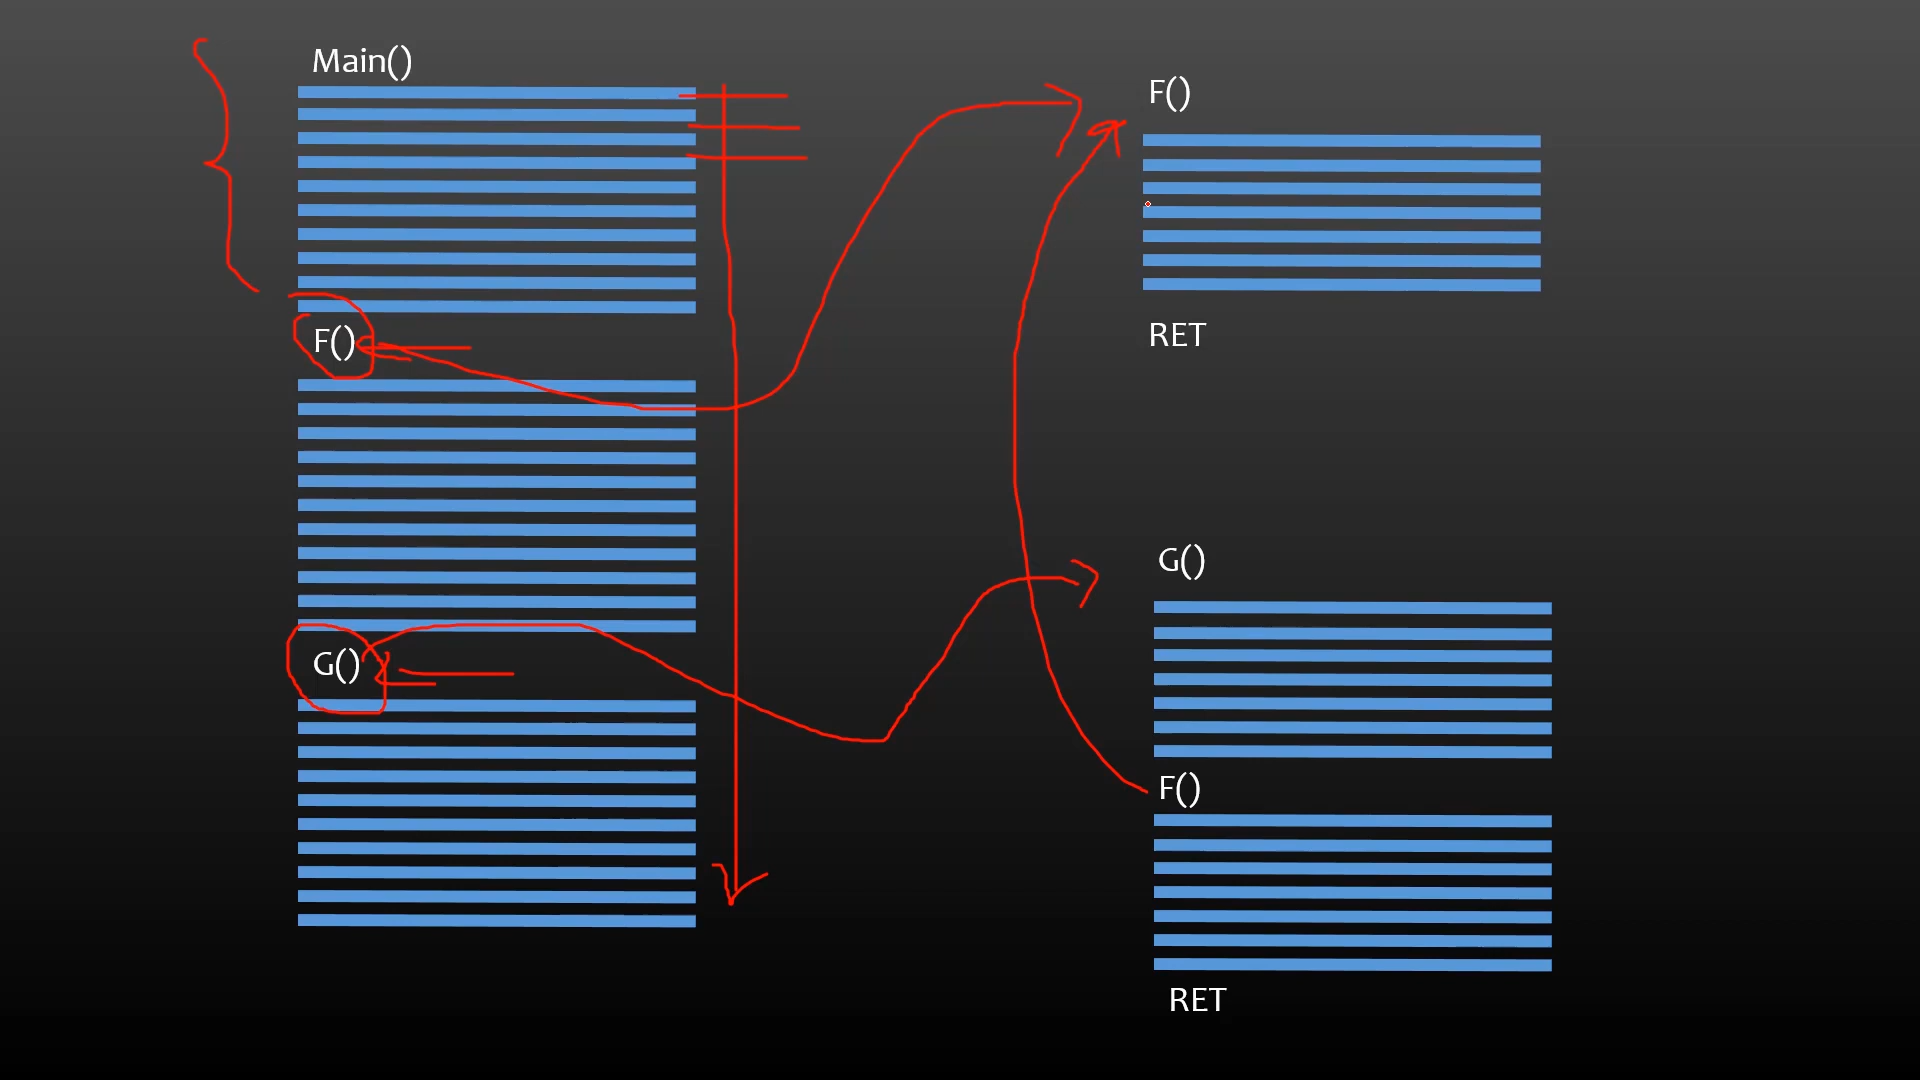 Main()
F()
G()
F()
RET
G()
F()
RET